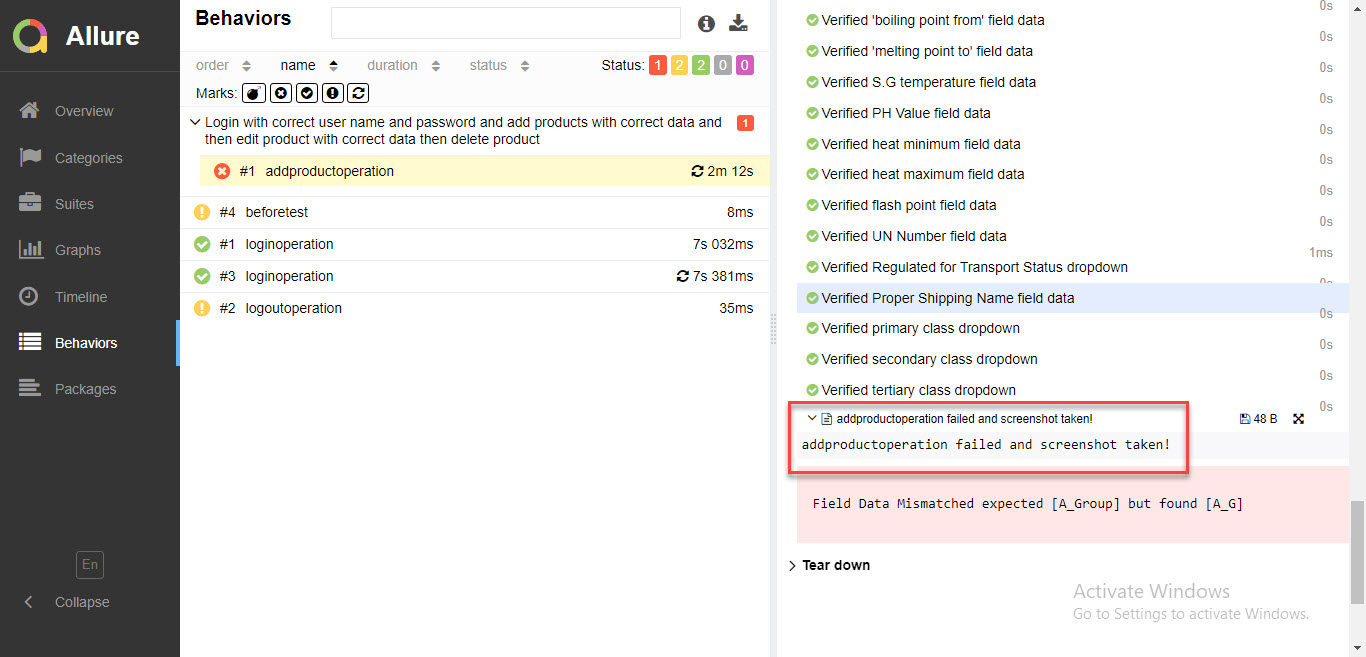 Allure
Overview
Categories
Suites
Graphs
Timeline
Behaviors
Packages
En
Collapse
Behaviors
order name duration status Status: 1 2 2 0 0
Marks:
Login with correct user name and password and add products with correct data and
then edit product with correct data then delete product
1
#1 addproductoperation 2m 12s
#4 beforetest 8ms
#1 loginoperation 7s 032ms
#3 loginoperation 7s 381ms
#2 logoutoperation 35ms
0s
Verified 'boiling point from' field data
0s
Verified 'melting point to' field data
0s
Verified S.G temperature field data
0s
Verified PH Value field data
0s
Verified heat minimum field data
0s
Verified heat maximum field data
0s
Verified flash point field data
0s
Verified UN Number field data
1ms
Verified Regulated for Transport Status dropdown
0s
Verified Proper Shipping Name field data
0s
Verified primary class dropdown
0s
Verified secondary class dropdown
0s
Verified tertiary class dropdown
0s
addproductoperation failed and screenshot taken! 48 B
addproductoperation failed and screenshot taken!
Field Data Mismatched expected [A_Group] but found [A_G]
Tear down
Activate Windows
Go to Settings to activate Windows.